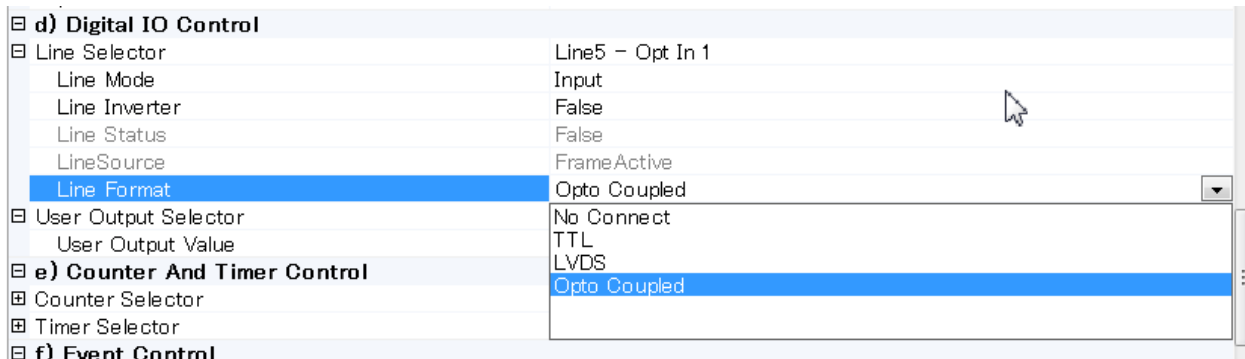 d) Digital IO Control
Line Selector Line5 - Opt In 1
Line Mode Input
Line Inverter False
Line Status False
LineSource FrameActive
Line Format Opto Coupled
User Output Selector No Connect
TTL
User Output Value
LVDS
e) Counter And Timer Control
Opto Coupled
Counter Selector
Timer Selector
f) Event Control